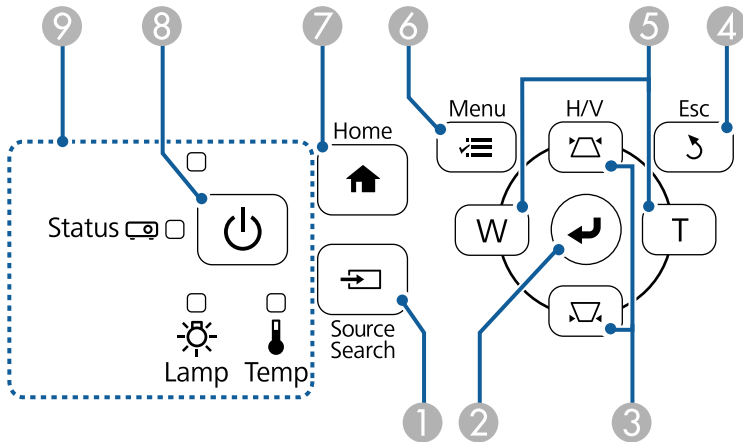 9 8 7 6 5 4
Menu H/V Esc
Home
Status
W T
Source
Search
Lamp Temp
1 2 3